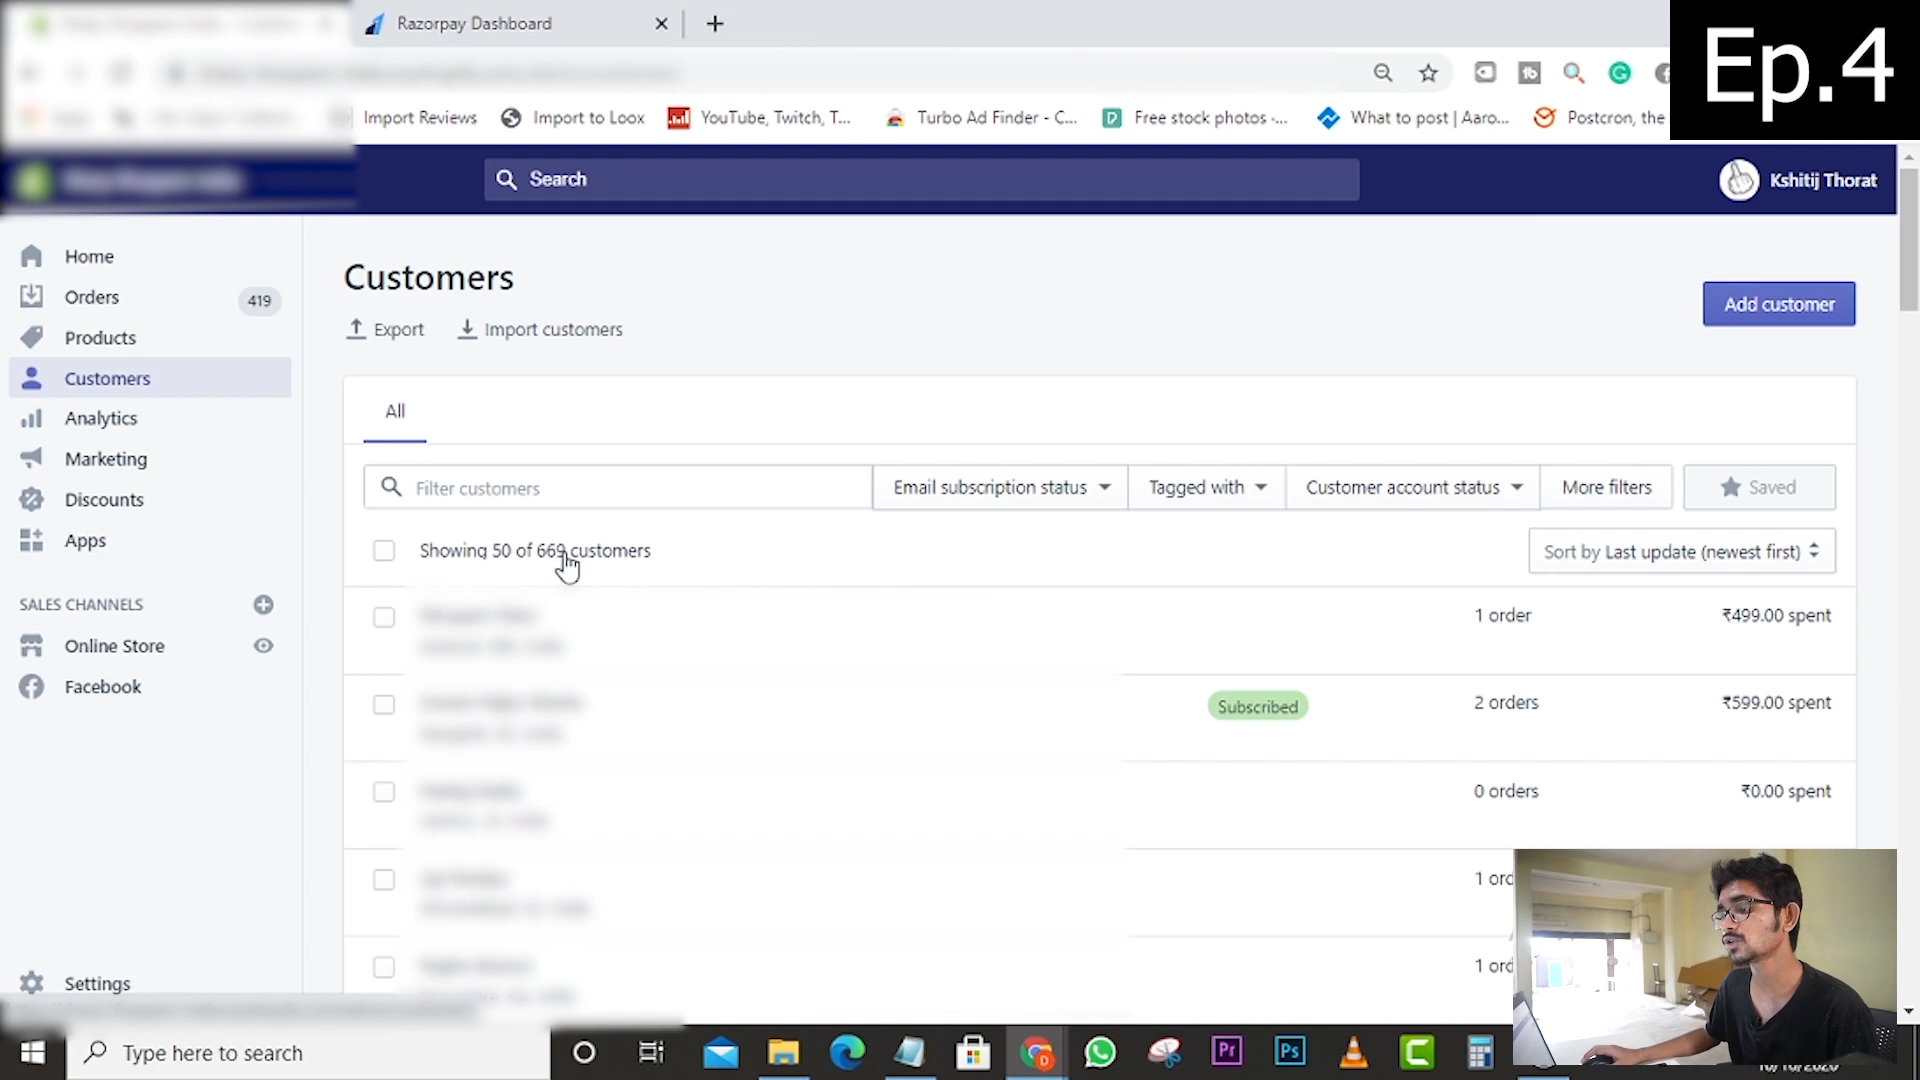 Razorpay Dashboard
Ep.4
Import Reviews
Import to Loox
YouTube, Twitch, T...
Turbo Ad Finder - C...
Free stock photos -...
What to post | Aaro...
Postcron, the
Search
Kshitij Thorat
Home
Orders
419
Products
Customers
Analytics
Marketing
Discounts
Apps
SALES CHANNELS
Online Store
Facebook
Settings
Customers
Export
Import customers
Add customer
All
Filter customers
Email subscription status
Tagged with
Customer account status
More filters
Saved
Showing 50 of 669 customers
Sort by Last update (newest first)
1 order
₹499.00 spent
Subscribed
2 orders
₹599.00 spent
0 orders
₹0.00 spent
1 ord
1 ord
Type here to search
Pr
Ps